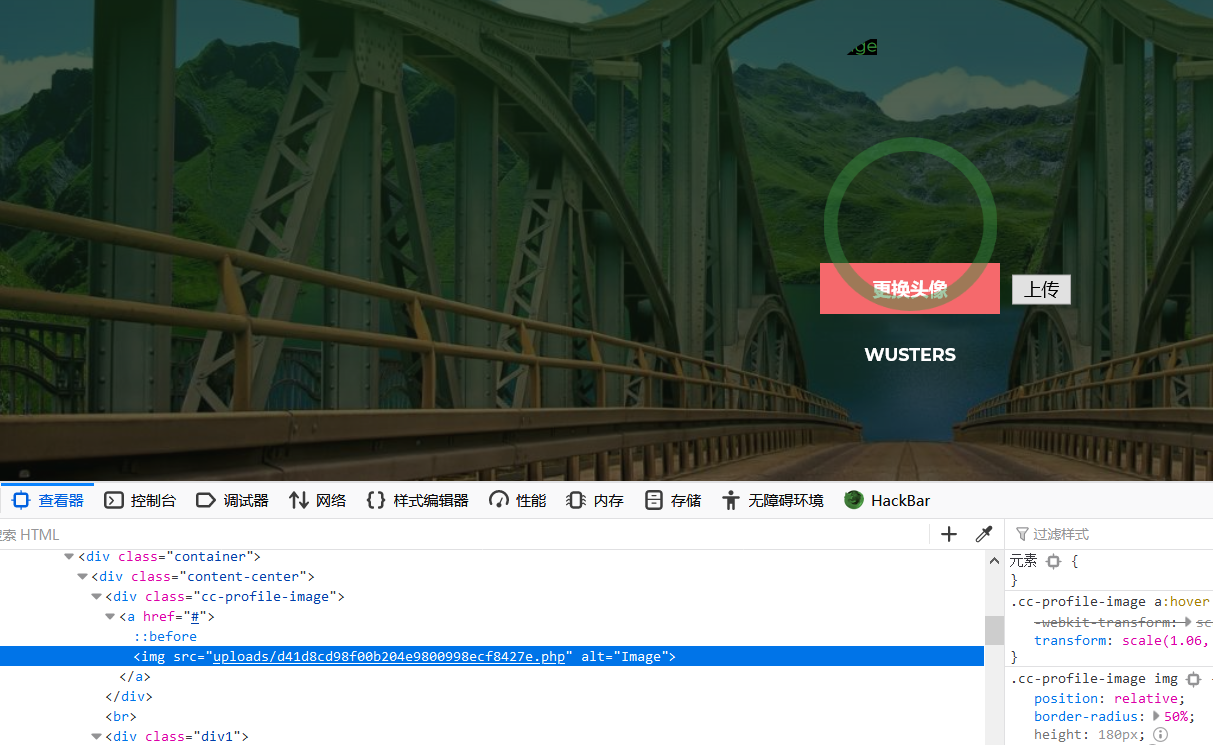 ge
更换头像
上传
WUSTERS
查看器
控制台
调试器
网络
样式编辑器
性能
内存
存储
无障碍环境
HackBar
索 HTML
过滤样式
<div class="container">
<div class="content-center">
<div class="cc-profile-image">
<a href="#">
::before
<img src="uploads/d41d8cd98f00b204e9800998ecf8427e.php" alt="Image">
</a>
</div>
<br>
<div class="div1">
元素 {
}
.cc-profile-image a:hover
-webkit-transform: sc
transform: scale(1.06,
}
.cc-profile-image img
position: relative;
border-radius: 50%;
height: 180px;